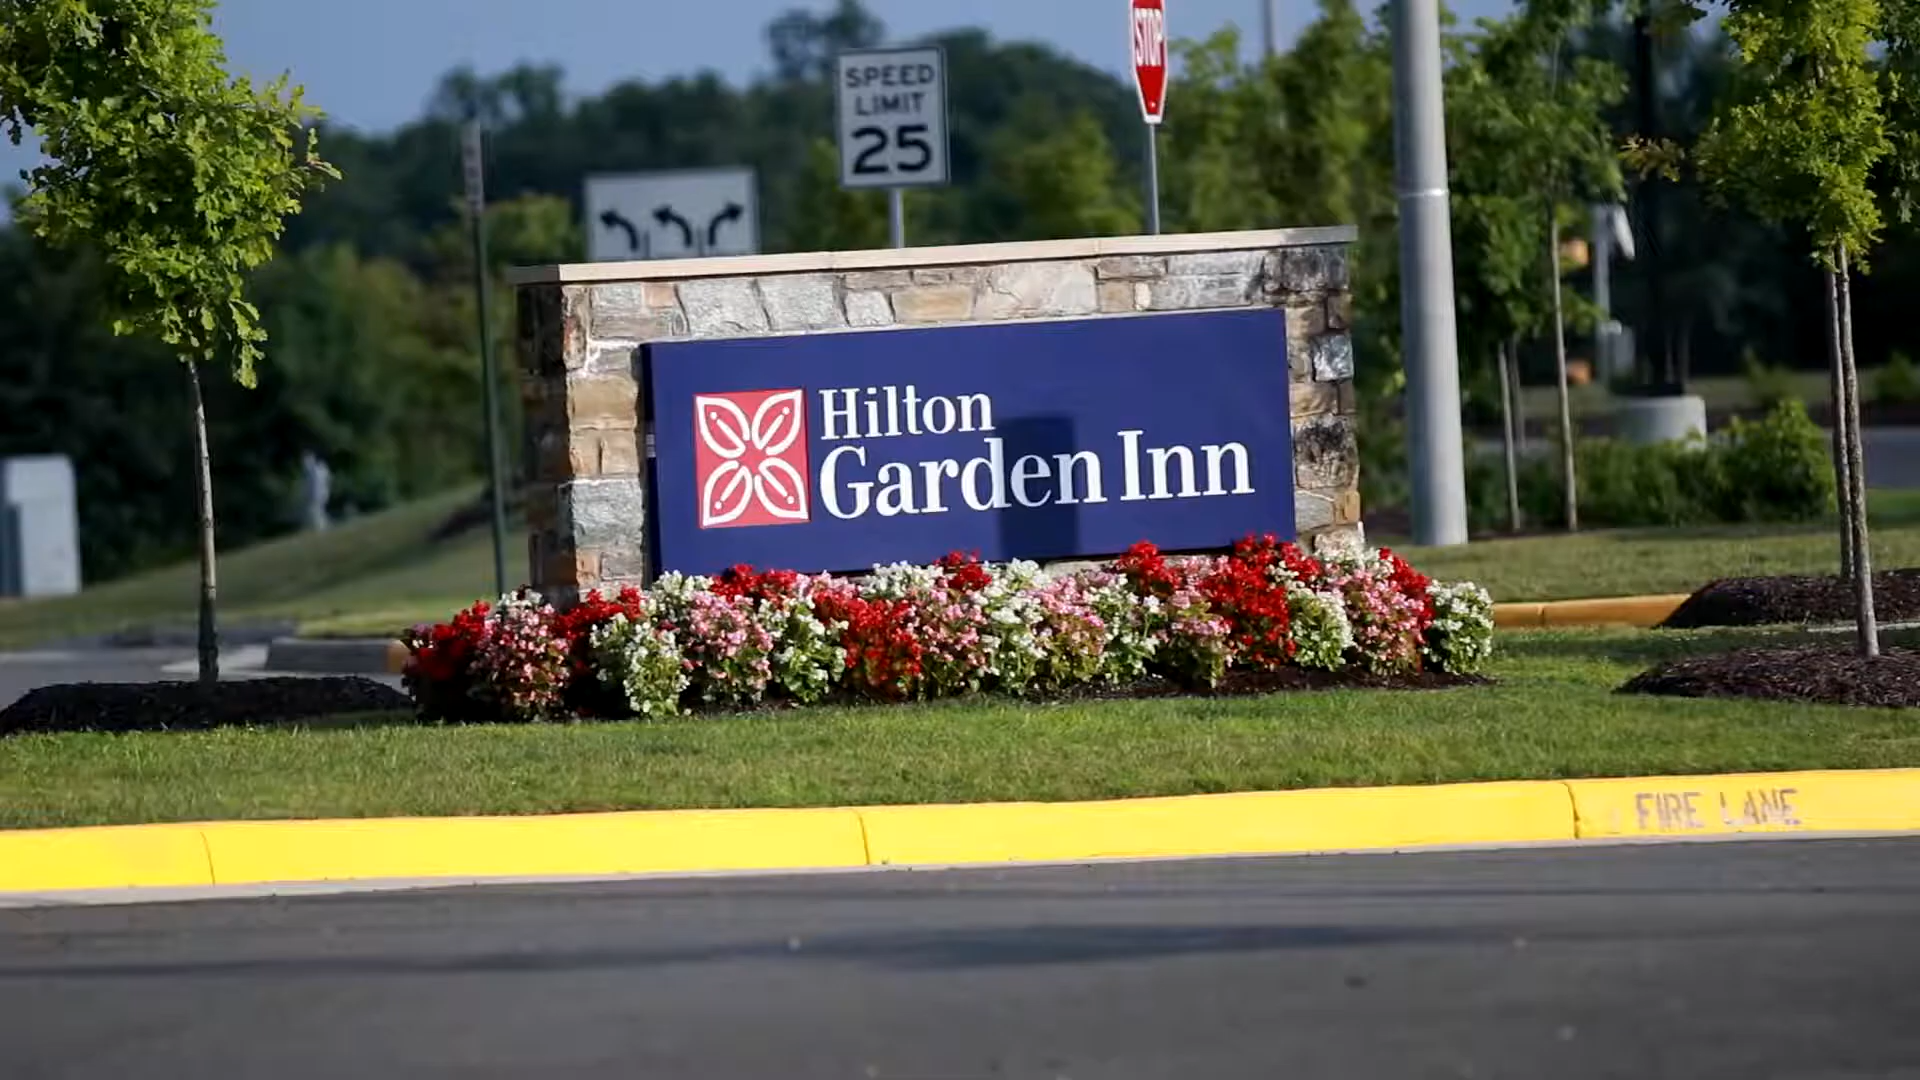 STOP
SPEED
LIMIT
25
Hilton
Garden Inn
FIRE LANE